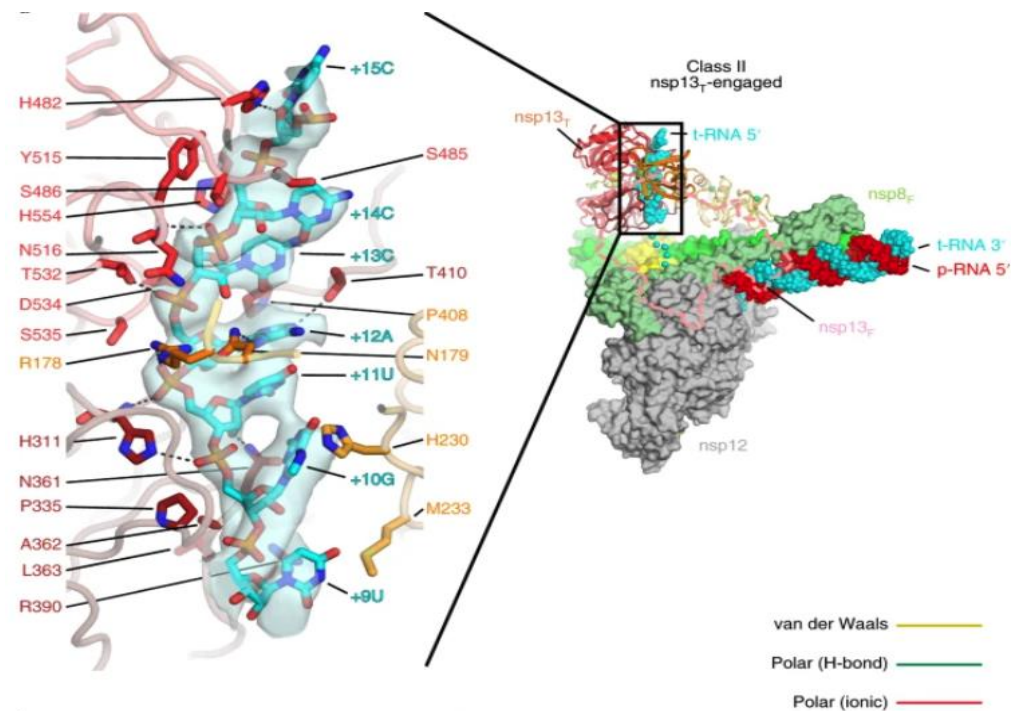 H482
Y515
S486
H554
N516
T532
D534
S535
R178
H311
N361
P335
A362
L363
R390
+15C
S485
+14C
+13C
T410
P408
+12A
N179
+11U
H230
+10G
M233
+9U
Class II
nsp13T-engaged
nsp13T
t-RNA 5′
nsp8F
t-RNA 3′
p-RNA 5′
nsp13F
nsp12
van der Waals
Polar (H-bond)
Polar (ionic)